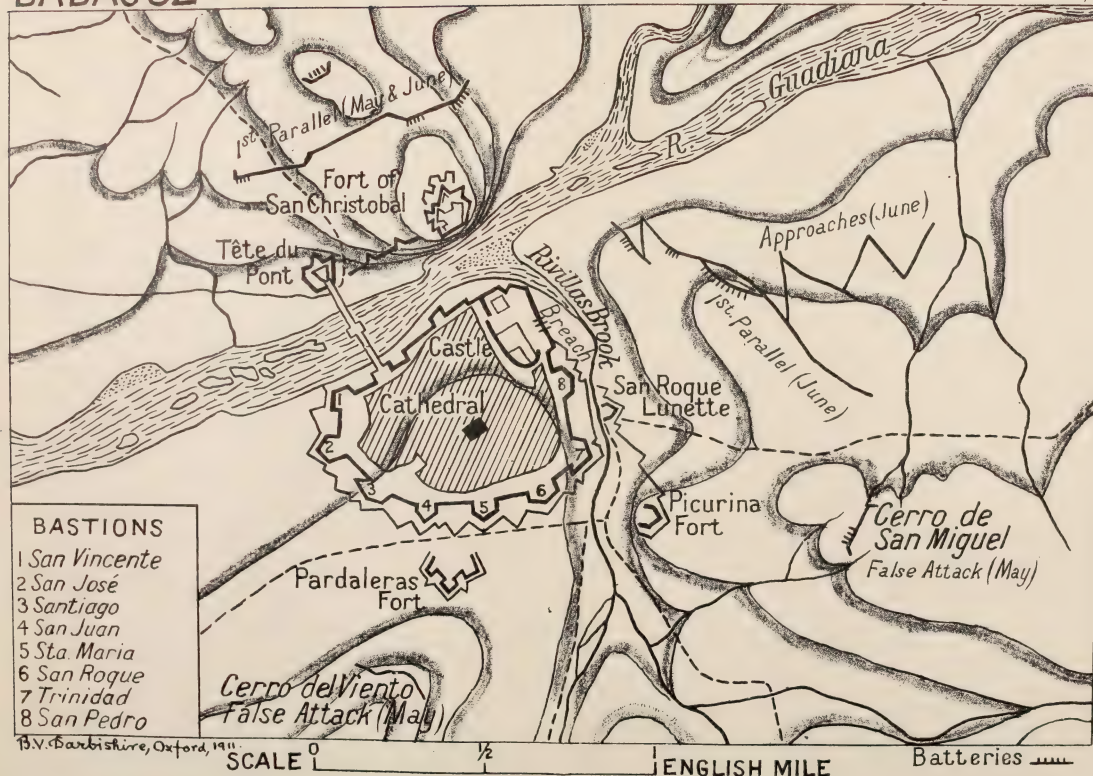 BADAJOZ
R. Guadiana
1st. Parallel (May & June)
Fort of
San Christobal
Approaches (June)
Tête du
Pont
Rivillas Brook
1st. Parallel (June)
Breach
Castle
8
San Roque
Lunette
Cathedral
1
2
7
3
6
4
5
Picurina
Fort
Cerro de
San Miguel
False Attack (May)
Pardaleras
Fort
Cerro del Viento
False Attack (May)
BASTIONS
1 San Vincente
2 San José
3 Santiago
4 San Juan
5 Sta. Maria
6 San Roque
7 Trinidad
8 San Pedro
B.V. Darbishire, Oxford, 1911.
0 ½
SCALE ENGLISH MILE
Batteries